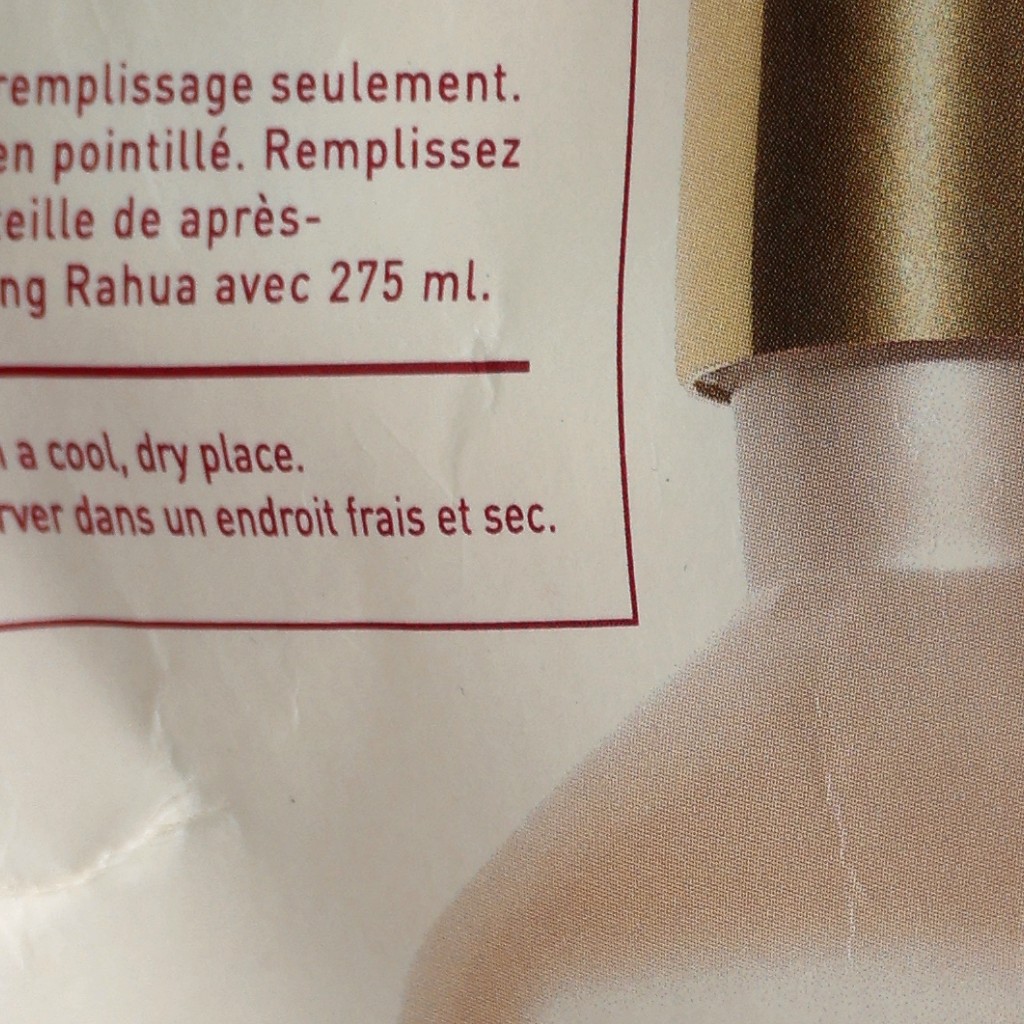 remplissage seulement.
en pointillé. Remplissez
teille de après-
ng Rahua avec 275 ml.
a cool, dry place.
rver dans un endroit frais et sec.